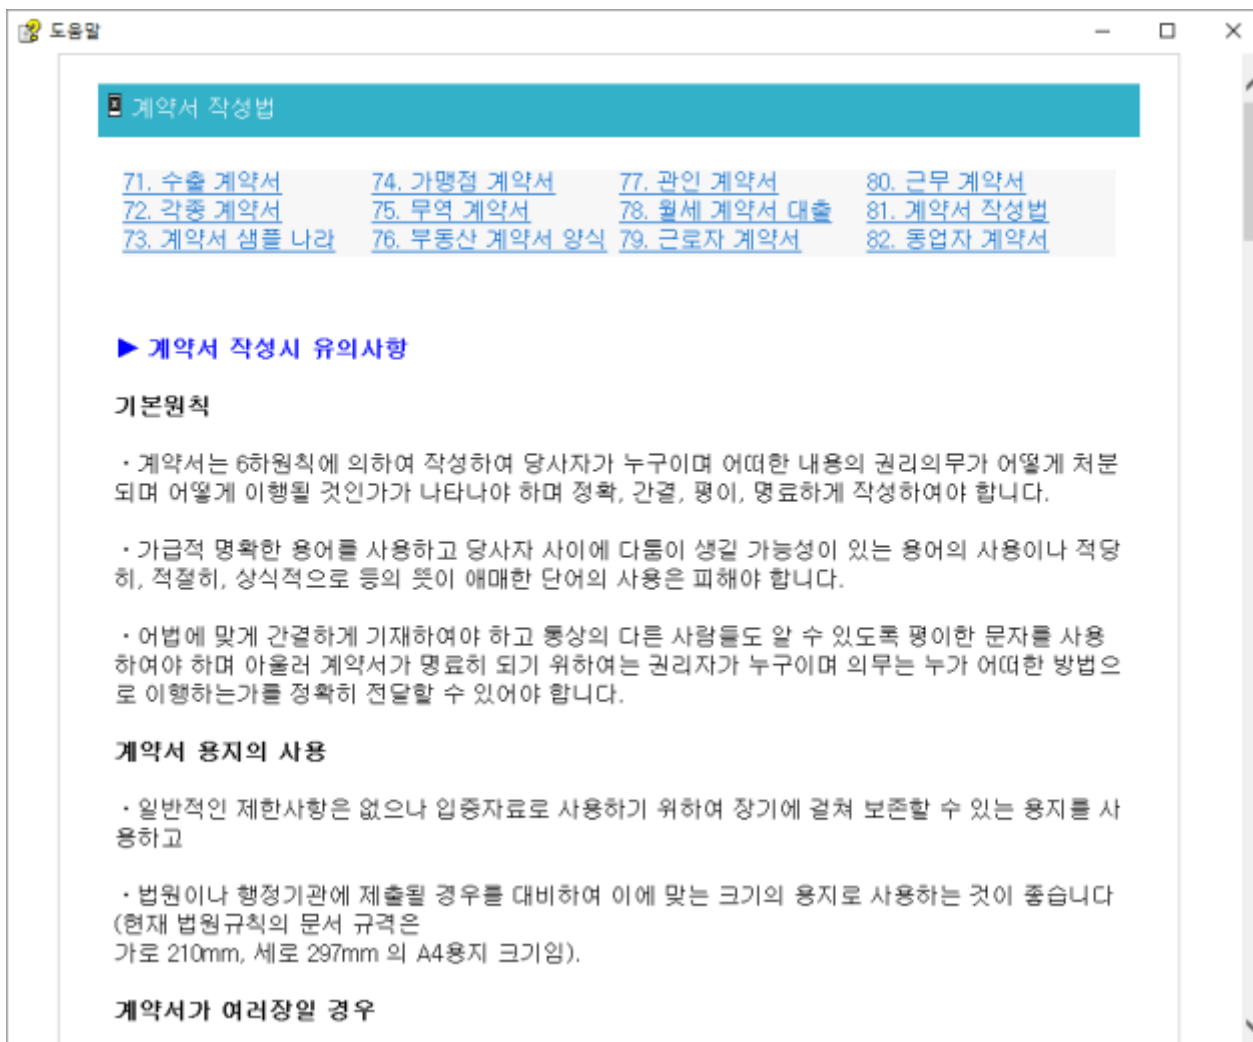 도움말
계약서 작성법
71. 수출 계약서 74. 가맹점 계약서 77. 관인 계약서 80. 근무 계약서
72. 각종 계약서 75. 무역 계약서 78. 월세 계약서 대출 81. 계약서 작성법
73. 계약서 샘플 나라 76. 부동산 계약서 양식 79. 근로자 계약서 82. 동업자 계약서
▶ 계약서 작성시 유의사항
기본원칙
· 계약서는 6하원칙에 의하여 작성하여 당사자가 누구이며 어떠한 내용의 권리의무가 어떻게 처분
되며 어떻게 이행될 것인가가 나타나야 하며 정확, 간결, 평이, 명료하게 작성하여야 합니다.
· 가급적 명확한 용어를 사용하고 당사자 사이에 다툼이 생길 가능성이 있는 용어의 사용이나 적당
히, 적절히, 상식적으로 등의 뜻이 애매한 단어의 사용은 피해야 합니다.
· 어법에 맞게 간결하게 기재하여야 하고 통상의 다른 사람들도 알 수 있도록 평이한 문자를 사용
하여야 하며 아울러 계약서가 명료히 되기 위하여는 권리자가 누구이며 의무는 누가 어떠한 방법으
로 이행하는가를 정확히 전달할 수 있어야 합니다.
계약서 용지의 사용
· 일반적인 제한사항은 없으나 입증자료로 사용하기 위하여 장기에 걸쳐 보존할 수 있는 용지를 사
용하고
· 법원이나 행정기관에 제출될 경우를 대비하여 이에 맞는 크기의 용지로 사용하는 것이 좋습니다
(현재 법원규칙의 문서 규격은
가로 210mm, 세로 297mm 의 A4용지 크기임).
계약서가 여러장일 경우